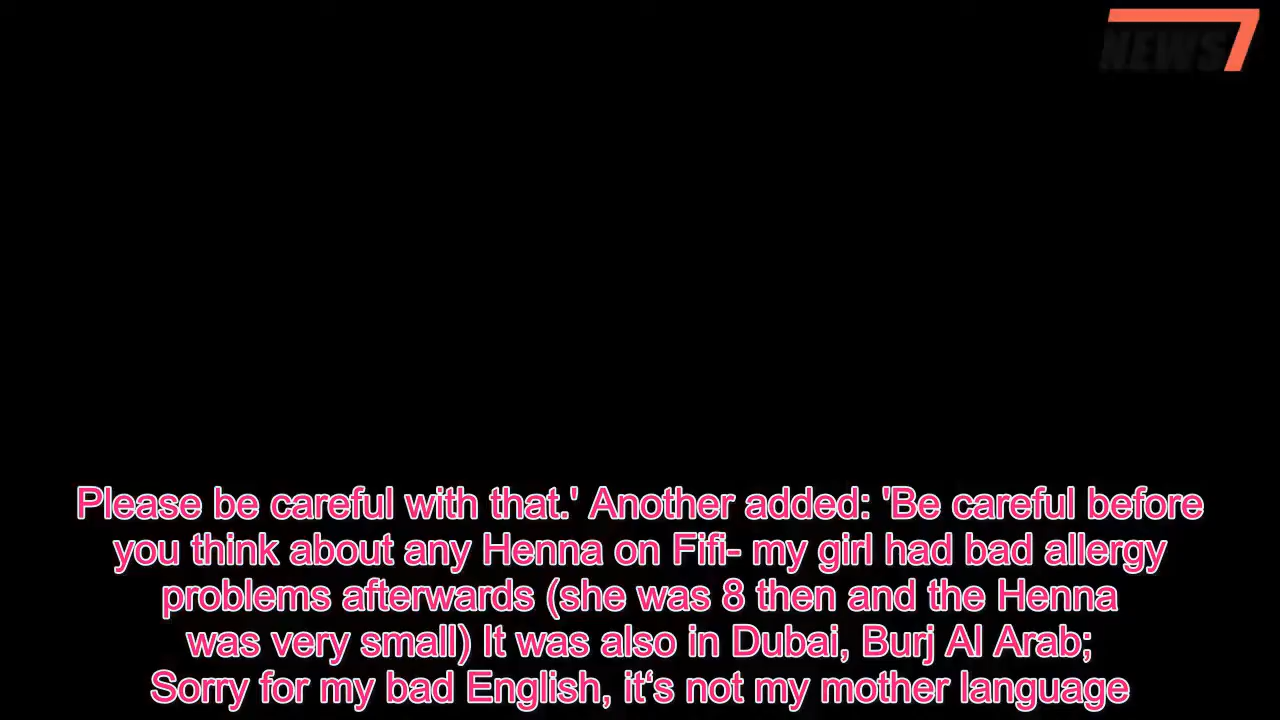 NEWS7
Please be careful with that.' Another added: 'Be careful before
you think about any Henna on Fifi- my girl had bad allergy
problems afterwards (she was 8 then and the Henna
was very small) It was also in Dubai, Burj Al Arab;
Sorry for my bad English, it‘s not my mother language